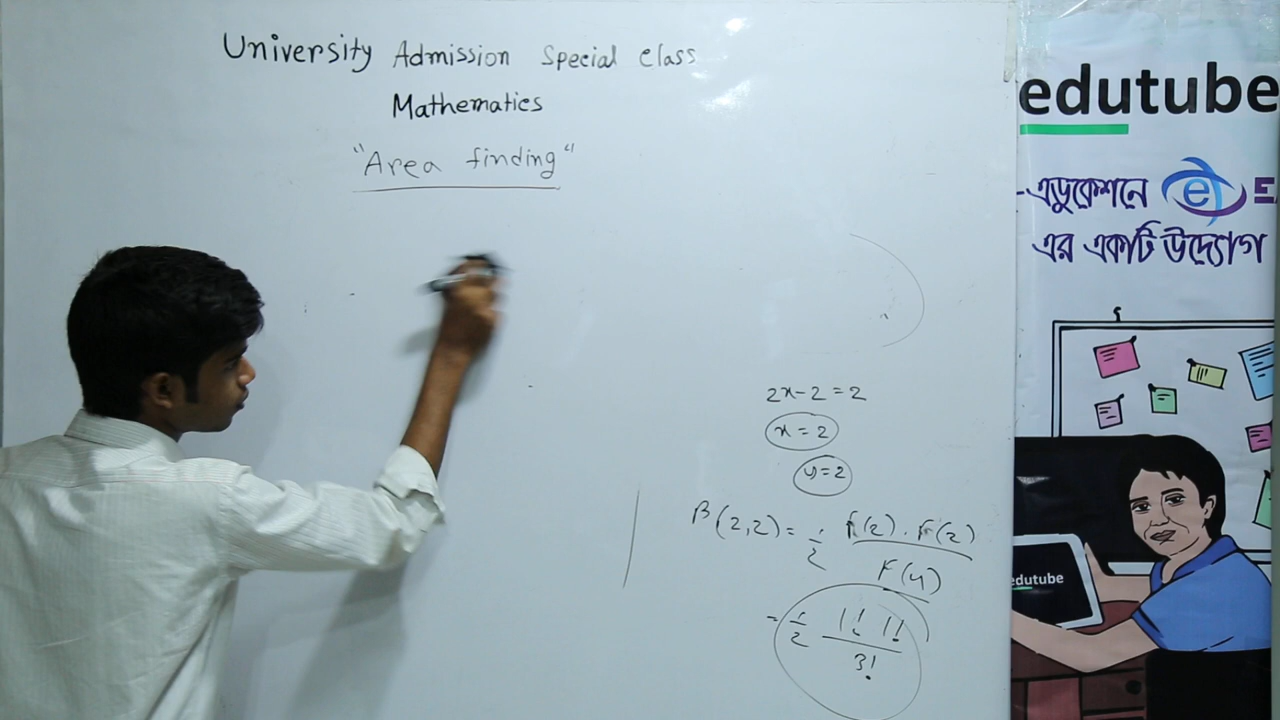 University Admission Special Class
Mathematics
"Area finding"
2x-2=2
x=2
y=2
β(2,2)= 1/2 Γ(2).Γ(2) / Γ(4)
= 1/2 1! 1! / 3!
edutube
-এডুকেশনে e E
এর একটি উদ্যোগ
edutube